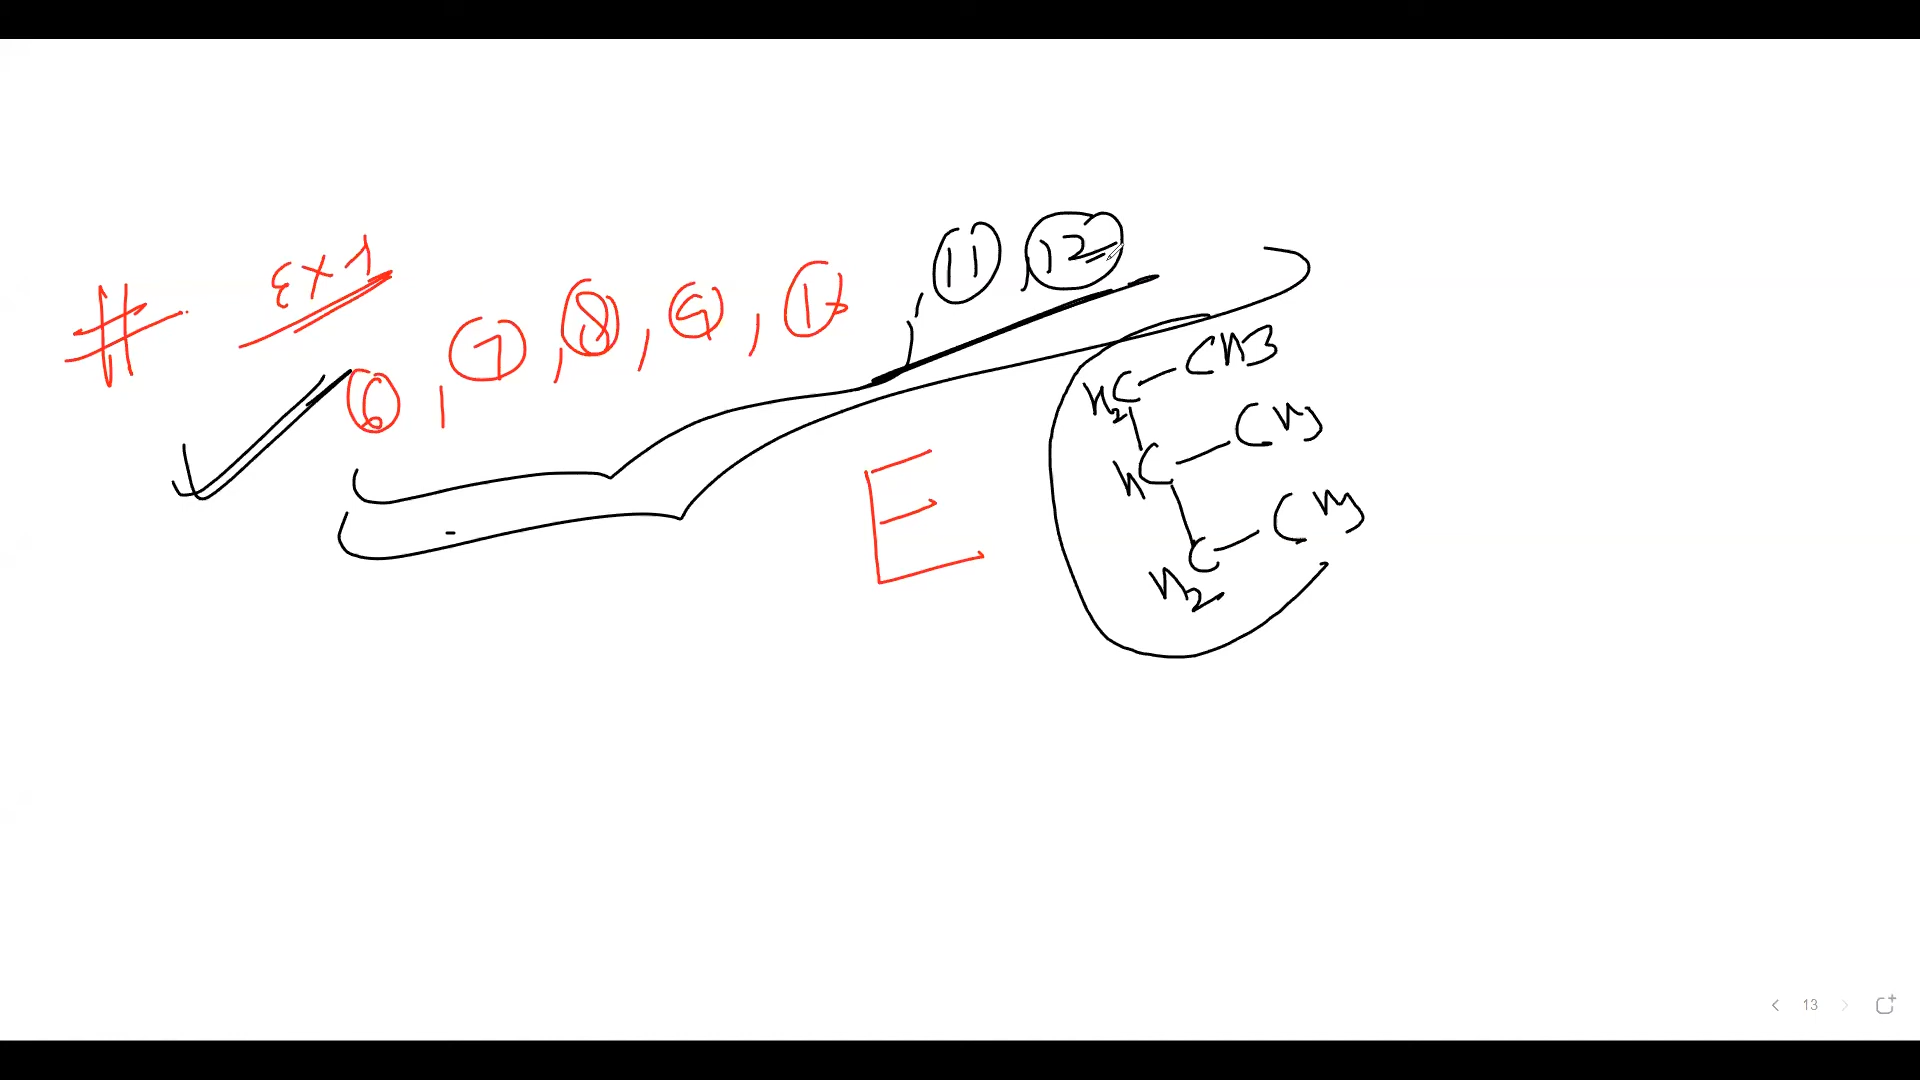 # Ex 1
6, 7, 8, 9, 10, 11, 12
E
H2C-CH3
HC-CH3
H2C-CH3
13